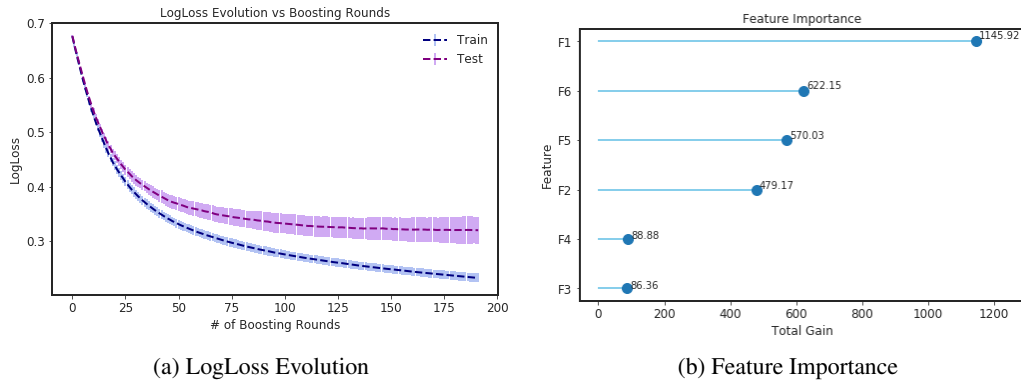 LogLoss Evolution vs Boosting Rounds
0.7
0.6
0.5
0.4
0.3
LogLoss
Train
Test
0 25 50 75 100 125 150 175 200
# of Boosting Rounds
(a) LogLoss Evolution
Feature Importance
F1 1145.92
F6 622.15
F5 570.03
F2 479.17
F4 88.88
F3 86.36
Feature
0 200 400 600 800 1000 1200
Total Gain
(b) Feature Importance